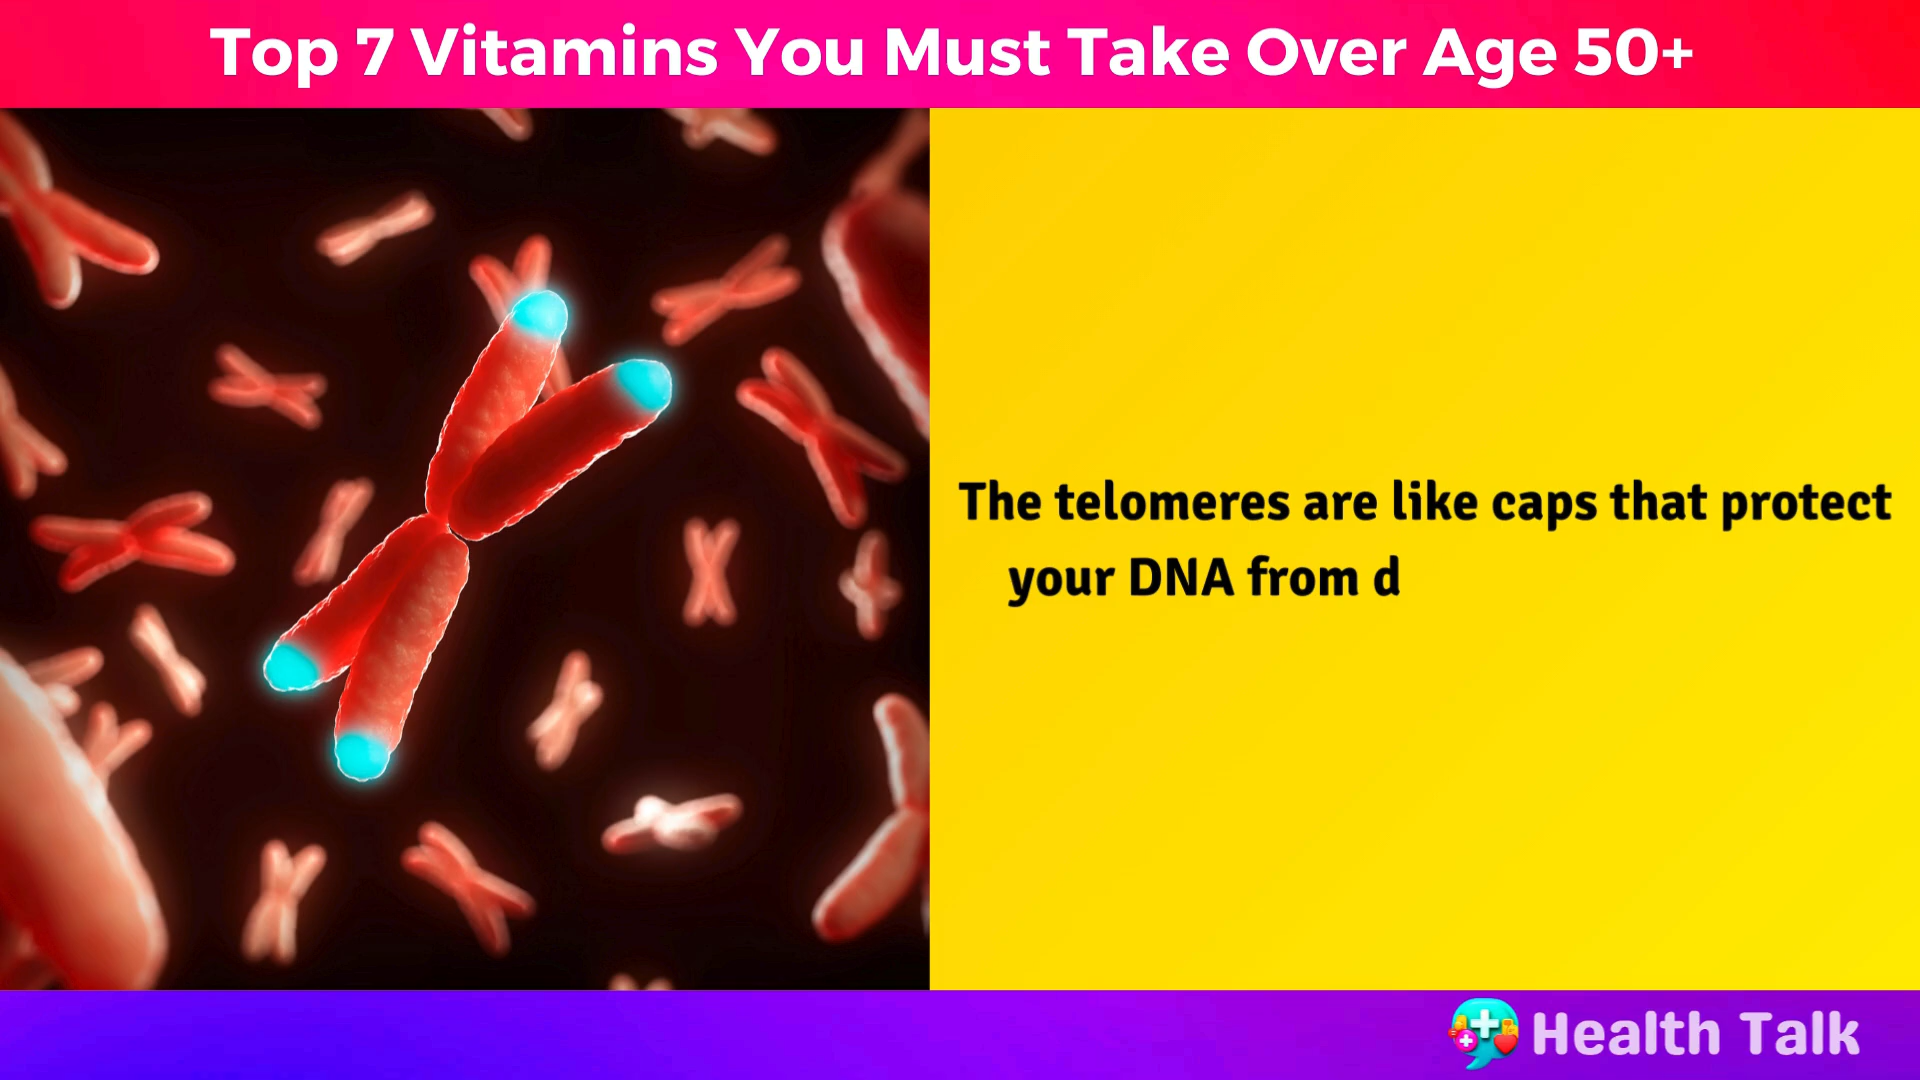 Top 7 Vitamins You Must Take Over Age 50+
The telomeres are like caps that protect
your DNA from d
Health Talk